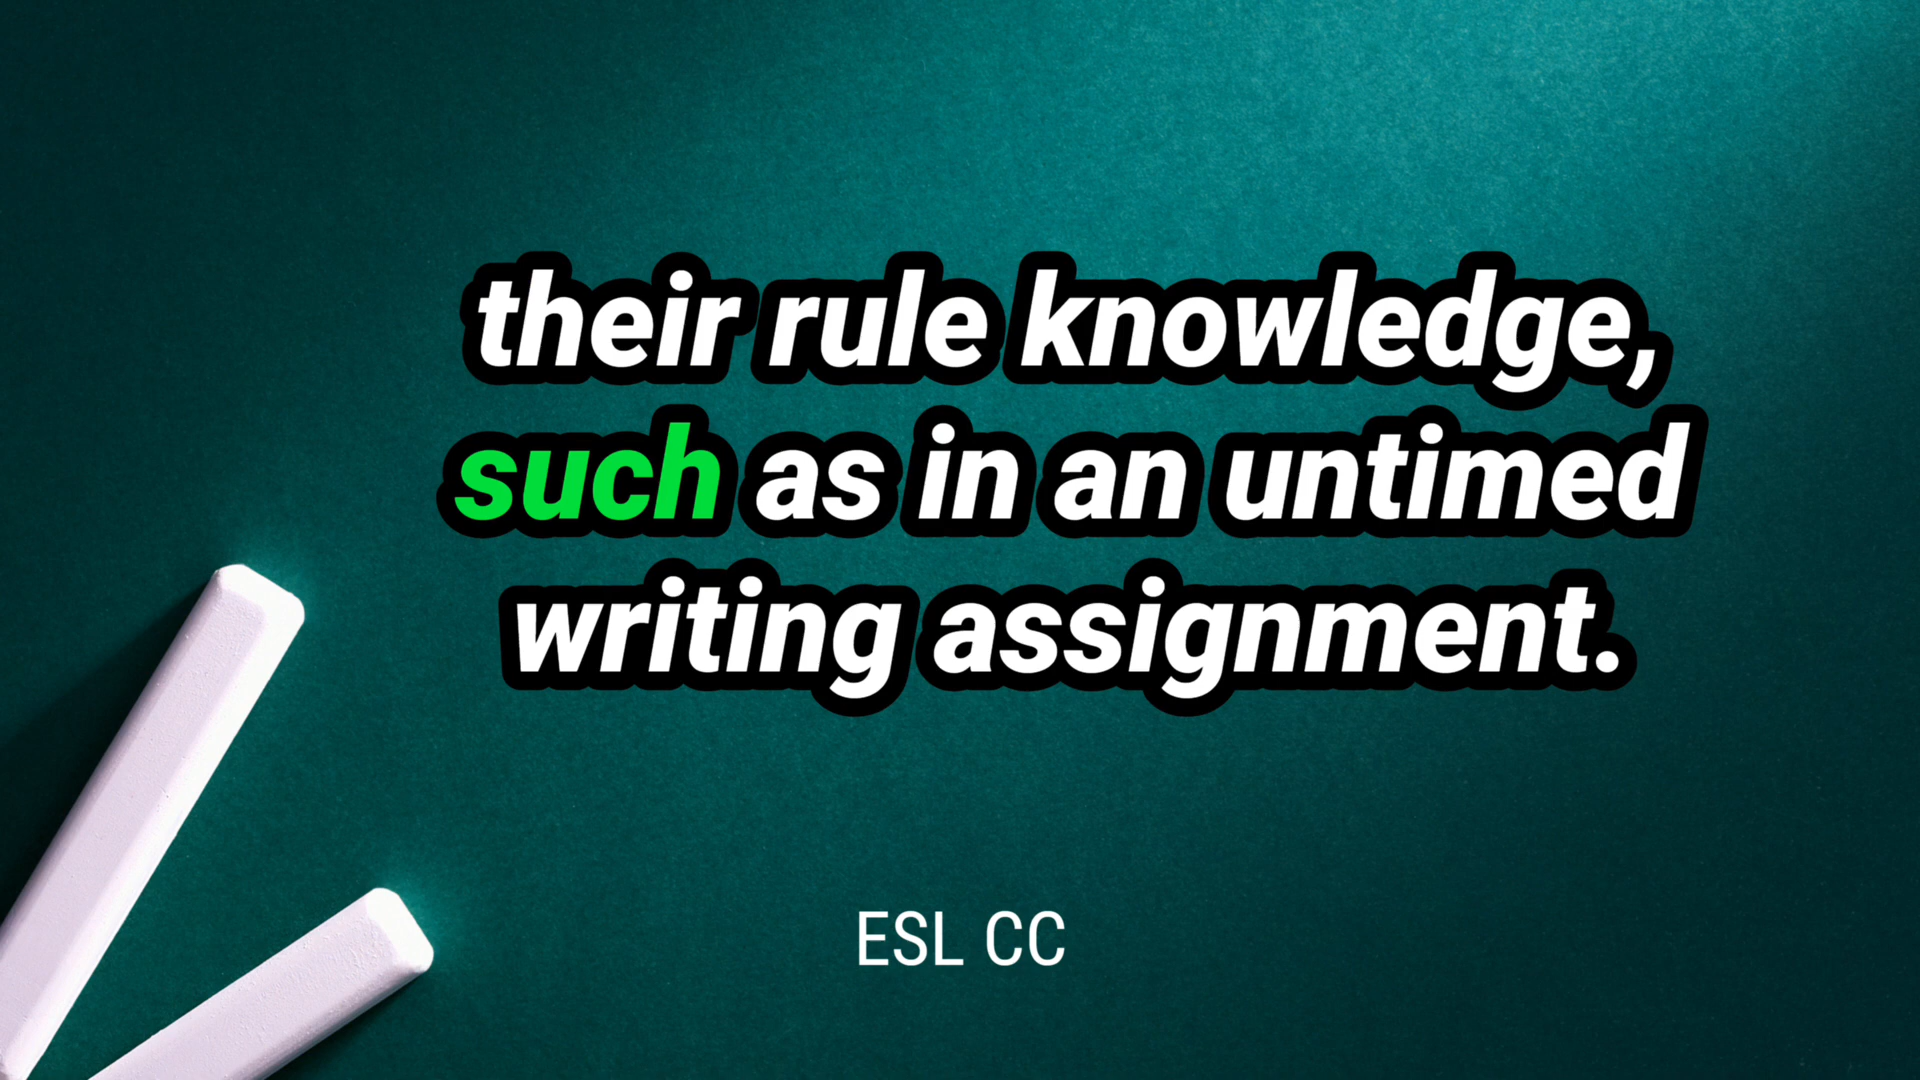 their rule knowledge,
such as in an untimed
writing assignment.
ESL CC